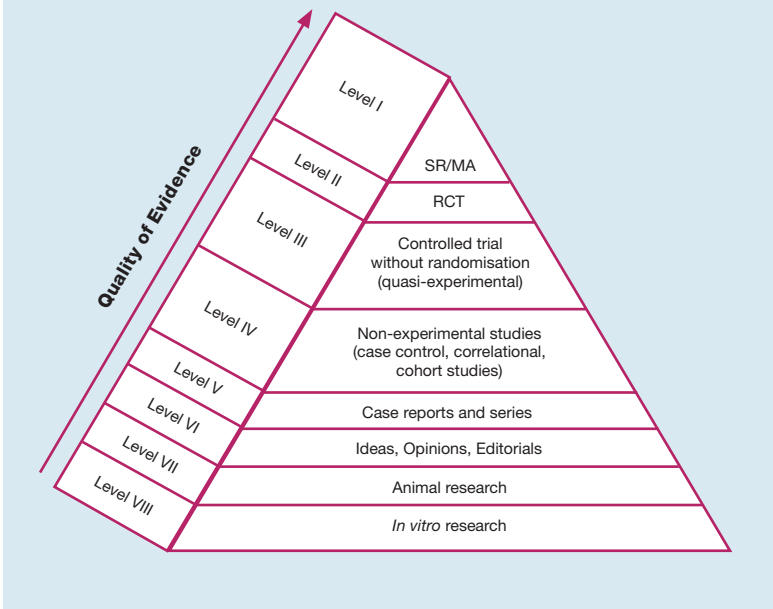 Quality of Evidence
Level I
SR/MA
Level II
RCT
Level III
Controlled trial
without randomisation
(quasi-experimental)
Level IV
Non-experimental studies
(case control, correlational,
cohort studies)
Level V
Case reports and series
Level VI
Ideas, Opinions, Editorials
Level VII
Animal research
Level VIII
In vitro research